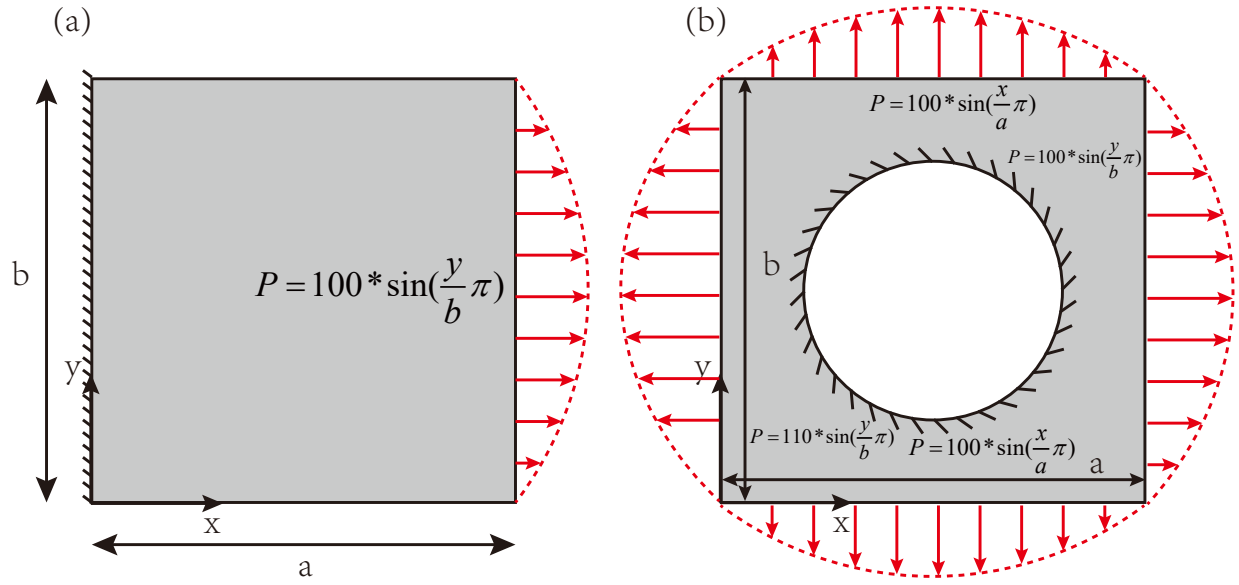 (a)
b
P = 100 * sin(y/b π)
y
x
a
(b)
P = 100 * sin(x/a π)
P = 100 * sin(y/b π)
b
y
P = 110 * sin(y/b π)
P = 100 * sin(x/a π)
a
x